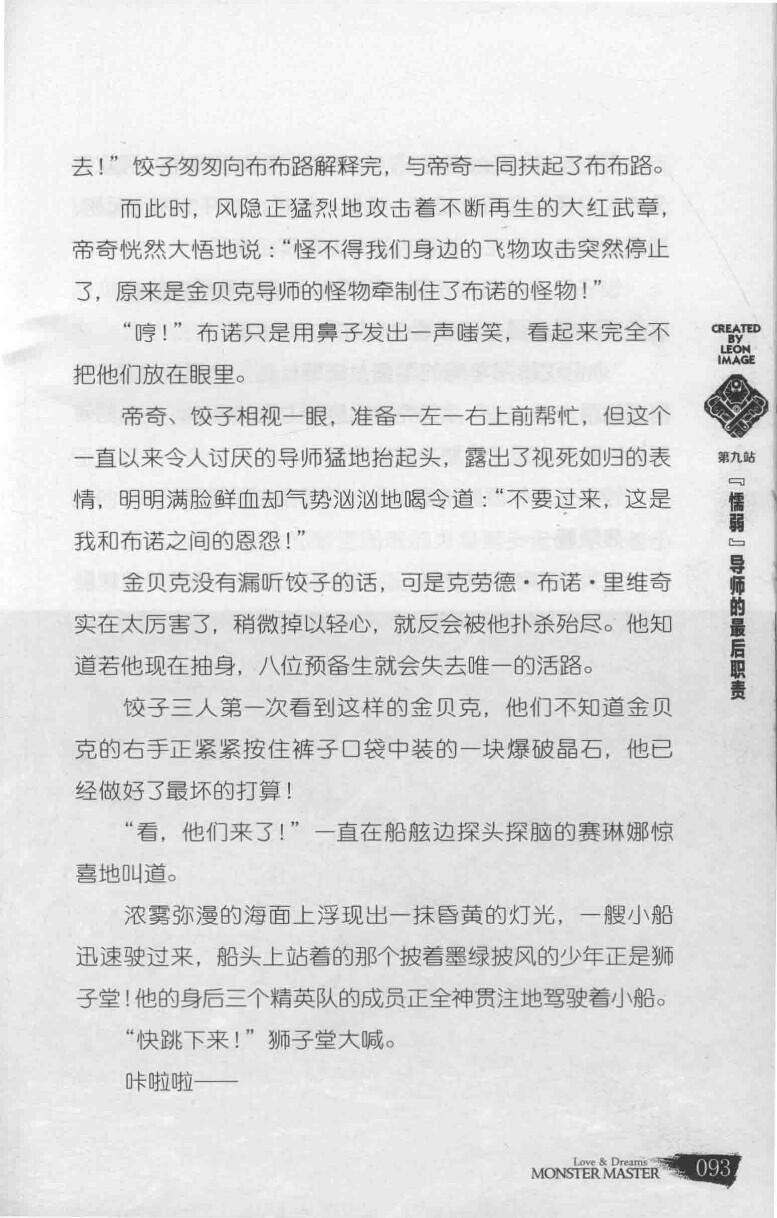 去！”饺子匆匆向布布路解释完，与帝奇一同扶起了布布路。
而此时，风隐正猛烈地攻击着不断再生的大红武章，
帝奇恍然大悟地说：“怪不得我们身边的飞物攻击突然停止
了，原来是金贝克导师的怪物牵制住了布诺的怪物！”
“哼！”布诺只是用鼻子发出一声嗤笑，看起来完全不
把他们放在眼里。
帝奇、饺子相视一眼，准备一左一右上前帮忙，但这个
一直以来令人讨厌的导师猛地抬起头，露出了视死如归的表
情，明明满脸鲜血却气势汹汹地喝令道：“不要过来，这是
我和布诺之间的恩怨！”
金贝克没有漏听饺子的话，可是克劳德·布诺·里维奇
实在太厉害了，稍微掉以轻心，就反会被他扑杀殆尽。他知
道若他现在抽身，八位预备生就会失去唯一的活路。
饺子三人第一次看到这样的金贝克，他们不知道金贝
克的右手正紧紧按住裤子口袋中装的一块爆破晶石，他已
经做好了最坏的打算！
“看，他们来了！”一直在船舷边探头探脑的赛琳娜惊
喜地叫道。
浓雾弥漫的海面上浮现出一抹昏黄的灯光，一艘小船
迅速驶过来，船头上站着的那个披着墨绿披风的少年正是狮
子堂！他的身后三个精英队的成员正全神贯注地驾驶着小船。
“快跳下来！”狮子堂大喊。
咔啦啦——
CREATED
BY
LEON
IMAGE
第九站
『懦弱』导师的最后职责
Love & Dreams
MONSTER MASTER
093